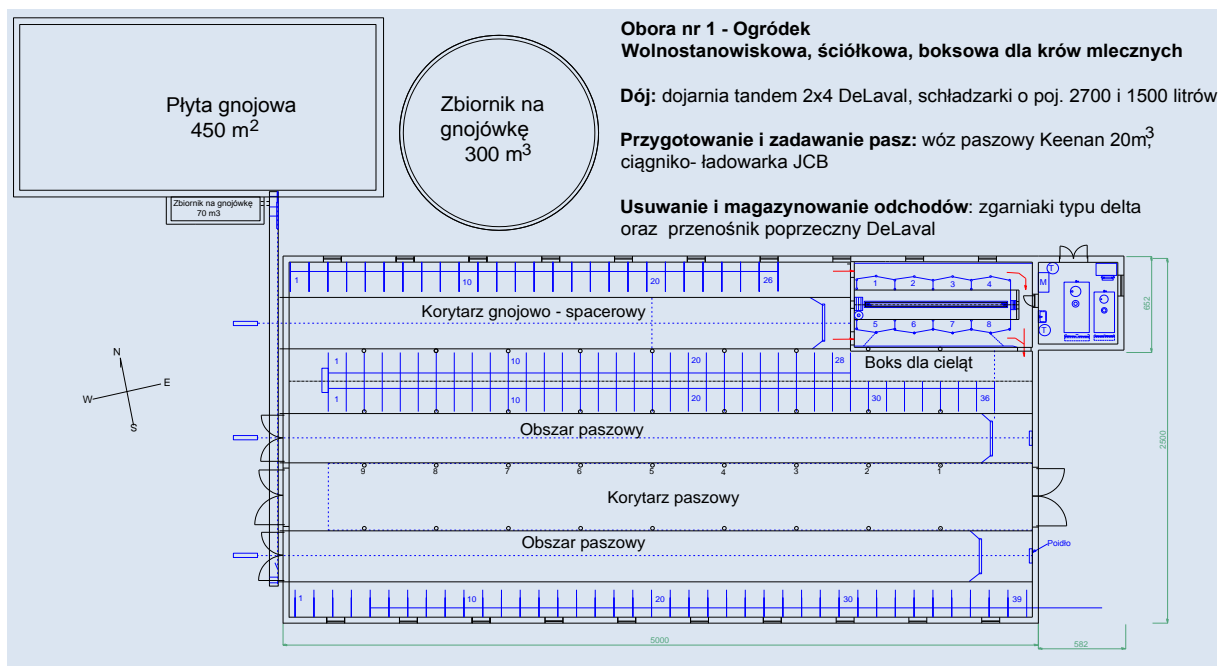 Obora nr 1 - Ogródek
Wolnostanowiskowa, ściółkowa, boksowa dla krów mlecznych
Dój: dojarnia tandem 2x4 DeLaval, schładzarki o poj. 2700 i 1500 litrów
Przygotowanie i zadawanie pasz: wóz paszowy Keenan 20m³,
ciągniko- ładowarka JCB
Usuwanie i magazynowanie odchodów: zgarniaki typu delta
oraz przenośnik poprzeczny DeLaval
Płyta gnojowa
450 m²
Zbiornik na
gnojówkę
300 m³
Zbiornik na gnojówkę
70 m3
1 10 20 26
1 2 3 4
T
M
Korytarz gnojowo - spacerowy
5 6 7 8
T
652
N
W E
S
1 10 20 28
Boks dla cieląt
1 10 20 30 36
Obszar paszowy
9 8 7 6 5 4 3 2 1
Korytarz paszowy
2500
Obszar paszowy
Poidło
1 10 20 30 39
5000
582